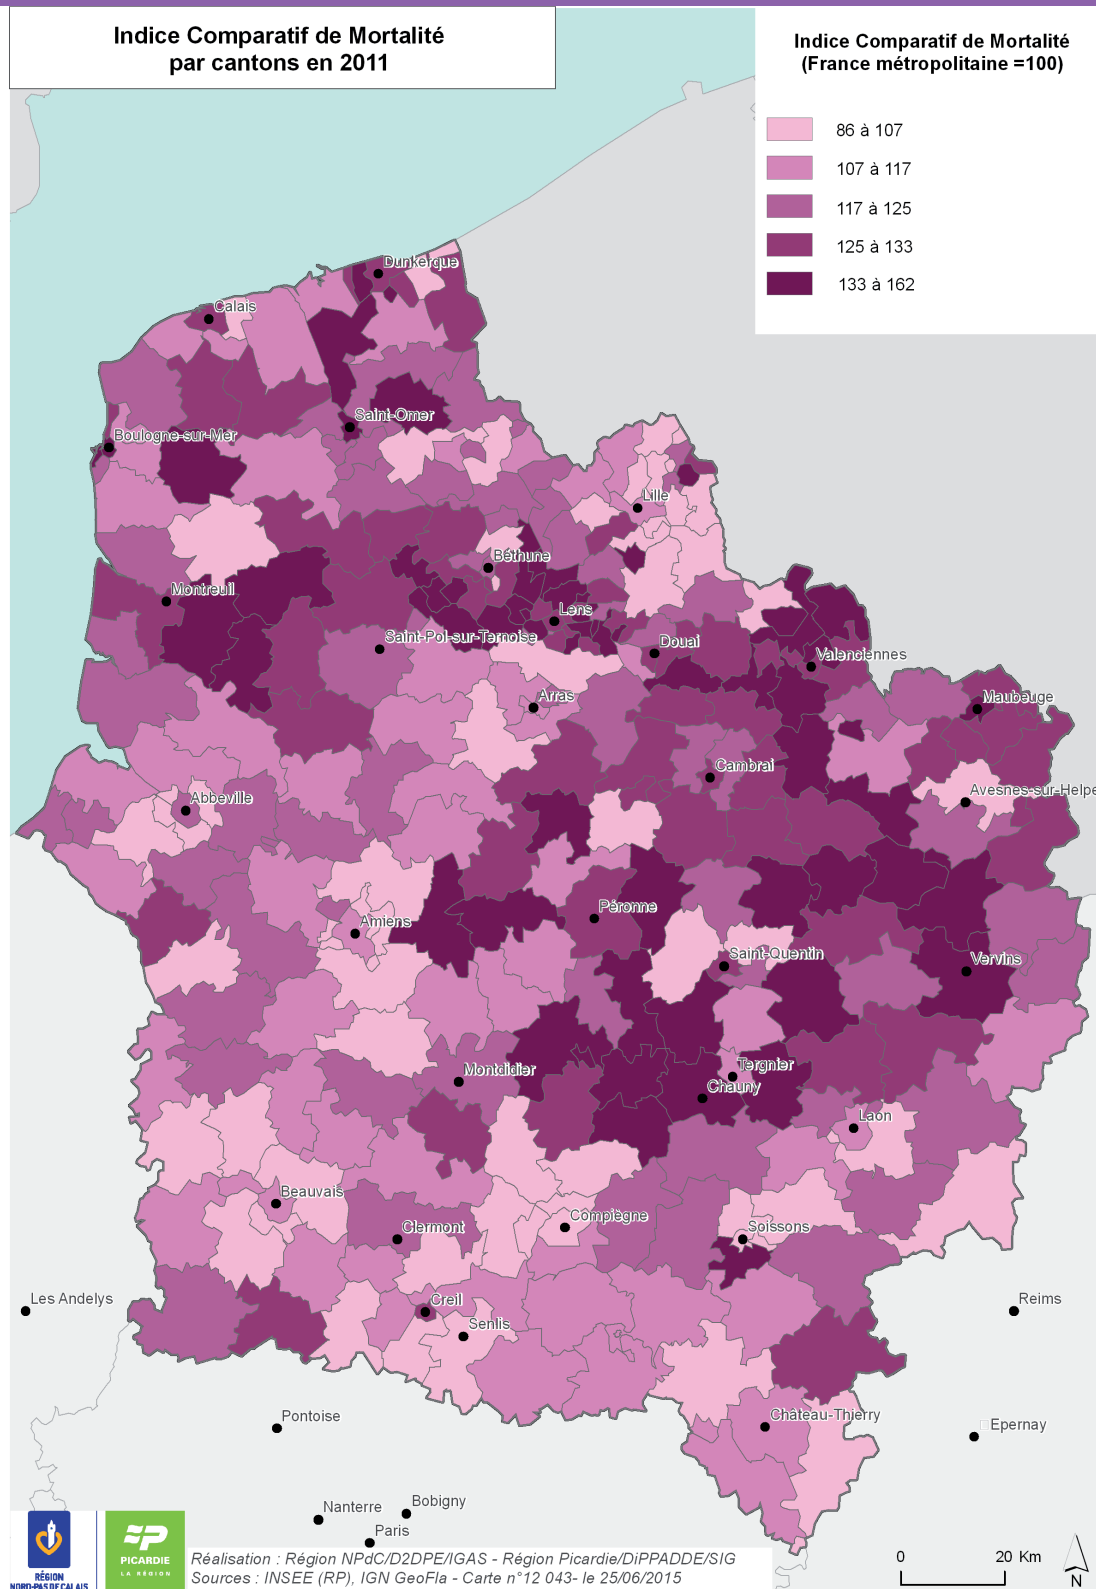 Indice Comparatif de Mortalité
par cantons en 2011
Indice Comparatif de Mortalité
(France métropolitaine =100)
86 à 107
107 à 117
117 à 125
125 à 133
133 à 162
Dunkerque
Calais
Saint-Omer
Boulogne-sur-Mer
Lille
Béthune
Montreuil
Lens
Saint-Pol-sur-Ternoise
Douai
Valenciennes
Arras
Maubeuge
Cambrai
Abbeville
Avesnes-sur-Helpe
Péronne
Amiens
Saint-Quentin
Vervins
Montdidier
Tergnier
Chauny
Laon
Beauvais
Compiègne
Clermont
Soissons
Les Andelys
Creil
Reims
Senlis
Pontoise
Château-Thierry
Epernay
Nanterre
Bobigny
Paris
RÉGION
NORD-PAS DE CALAIS
PICARDIE
LA RÉGION
Réalisation : Région NPdC/D2DPE/IGAS - Région Picardie/DiPPADDE/SIG
Sources : INSEE (RP), IGN GeoFla - Carte n°12 043- le 25/06/2015
0 20 Km
N